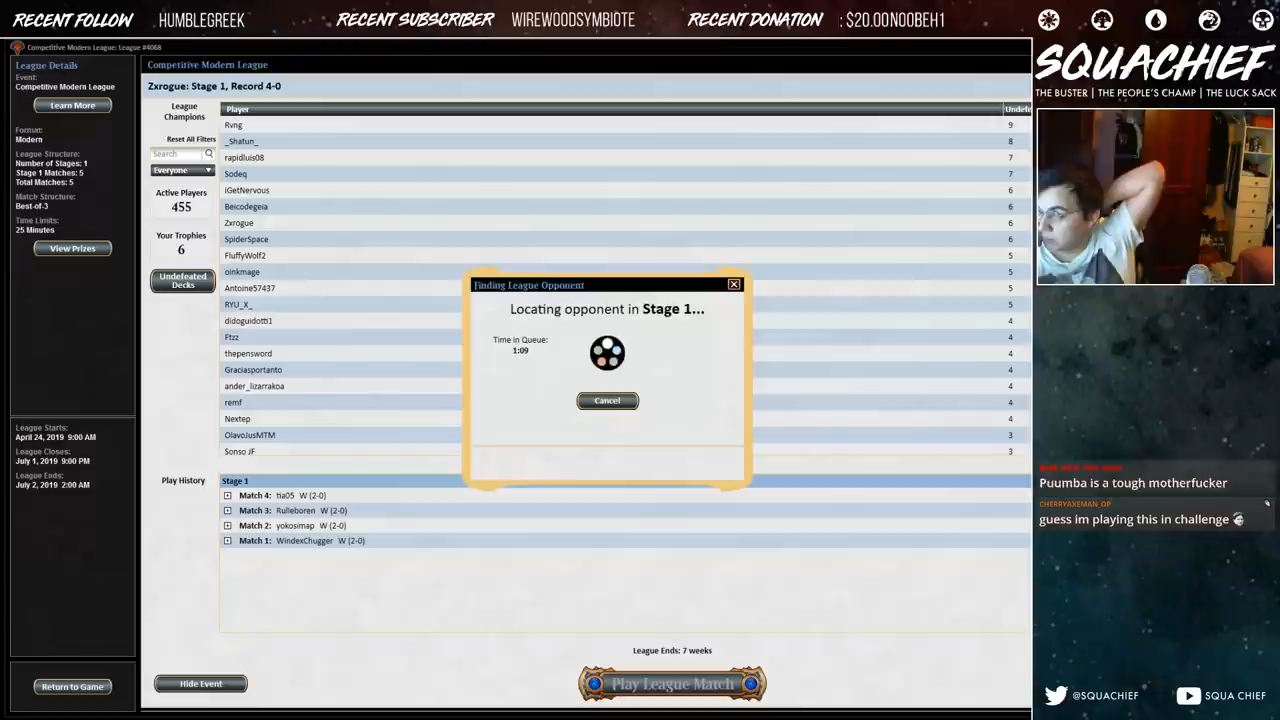 RECENT FOLLOW HUMBLEGREEK RECENT SUBSCRIBER WIREWOODSYMBIOTE RECENT DONATION : $20.00NOOBEH1
SQUACHIEF
THE BUSTER | THE PEOPLE'S CHAMP | THE LUCK SACK
Competitive Modern League: League #4068
League Details
Event:
Competitive Modern League
Learn More
Format:
Modern
League Structure:
Number of Stages: 1
Stage 1 Matches: 5
Total Matches: 5
Match Structure:
Best-of-3
Time Limits:
25 Minutes
View Prizes
League Starts:
April 24, 2019 9:00 AM
League Closes:
July 1, 2019 9:00 PM
League Ends:
July 2, 2019 2:00 AM
Return to Game
Competitive Modern League
Zxrogue: Stage 1, Record 4-0
League
Champions
Reset All Filters
Search
Everyone
Active Players
455
Your Trophies
6
Undefeated
Decks
Player Undefe
Rvng 9
_Shatun_ 8
rapidluis08 7
Sodeq 7
iGetNervous 6
Beicodegeia 6
Zxrogue 6
SpiderSpace 6
FluffyWolf2 5
oinkmage 5
Antoine57437 5
RYU_X_ 5
didoguidotti1 4
Ftzz 4
thepensword 4
Graciasportanto 4
ander_lizarrakoa 4
remf 4
Nextep 4
OlavoJusMTM 3
Sonso JF 3
Finding League Opponent
Locating opponent in Stage 1...
Time in Queue:
1:09
Cancel
Play History
Stage 1
Match 4: tia05 W (2-0)
Match 3: Rulleboren W (2-0)
Match 2: yokosimap W (2-0)
Match 1: WindexChugger W (2-0)
League Ends: 7 weeks
Hide Event
Play League Match
Puumba is a tough motherfucker
CHERRYAXEMAN_OP
guess im playing this in challenge
@SQUACHIEF
SQUA CHIEF